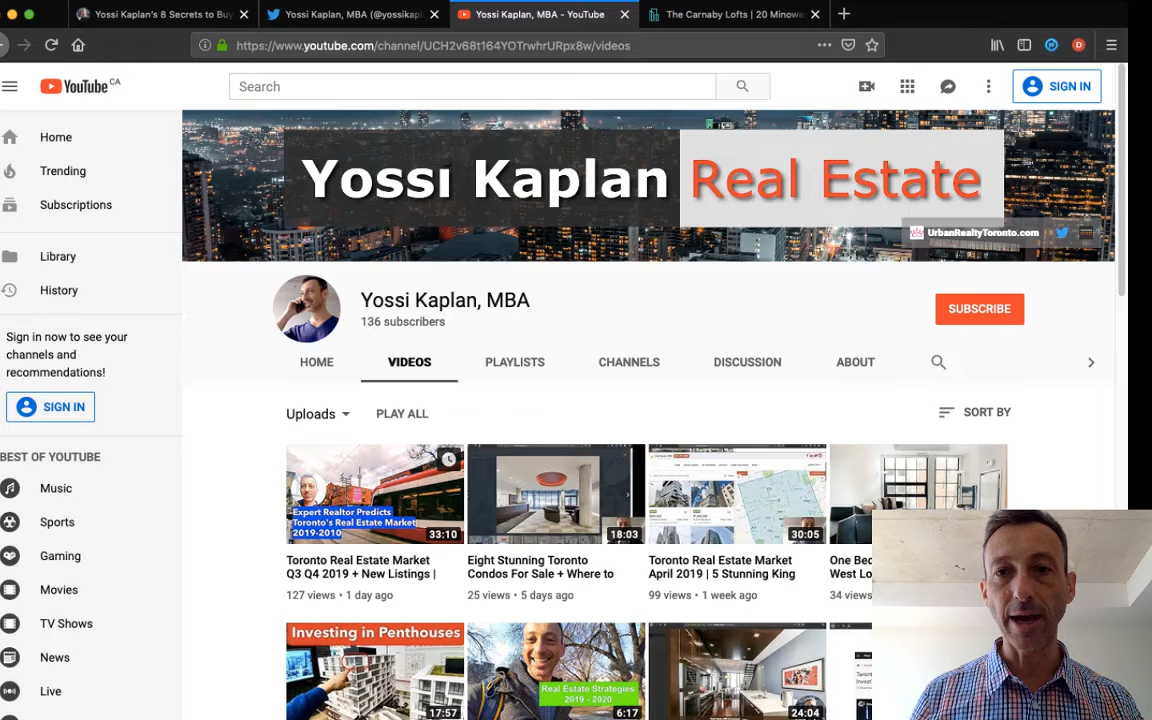 Yossi Kaplan's 8 Secrets to Buy
Yossi Kaplan, MBA (@yossikapl
Yossi Kaplan, MBA - YouTube
The Carnaby Lofts | 20 Minowa
https://www.youtube.com/channel/UCH2v68t164YOTrwhrURpx8w/videos
YouTube CA
Search
SIGN IN
Home
Trending
Subscriptions
Library
History
Sign in now to see your
channels and
recommendations!
SIGN IN
BEST OF YOUTUBE
Music
Sports
Gaming
Movies
TV Shows
News
Live
Yossi Kaplan Real Estate
UrbanRealtyToronto.com
Yossi Kaplan, MBA
136 subscribers
SUBSCRIBE
HOME
VIDEOS
PLAYLISTS
CHANNELS
DISCUSSION
ABOUT
Uploads
PLAY ALL
SORT BY
Expert Realtor Predicts
Toronto's Real Estate Market
2019-2010
33:10
18:03
30:05
Toronto Real Estate Market
Q3 Q4 2019 + New Listings |
127 views • 1 day ago
Eight Stunning Toronto
Condos For Sale + Where to
25 views • 5 days ago
Toronto Real Estate Market
April 2019 | 5 Stunning King
99 views • 1 week ago
One Bed
West Lo
34 views
Investing in Penthouses
17:57
Real Estate Strategies
2019 - 2020
6:17
24:04